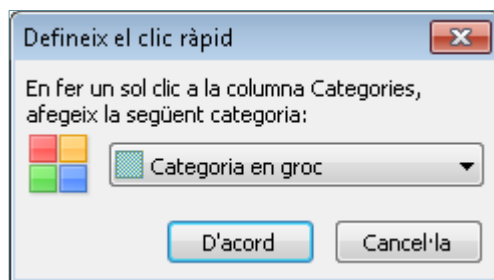 Defineix el clic ràpid
En fer un sol clic a la columna Categories,
afegeix la següent categoria:
Categoria en groc
D'acord
Cancel·la